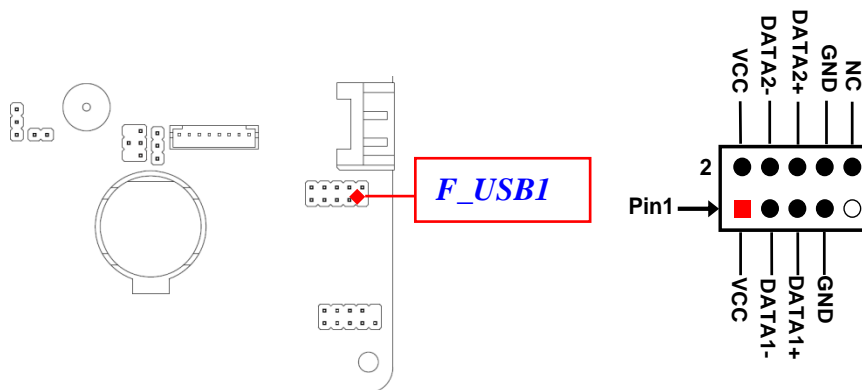 VCC
DATA2-
DATA2+
GND
NC
F_USB1
2
Pin1
VCC
DATA1-
DATA1+
GND